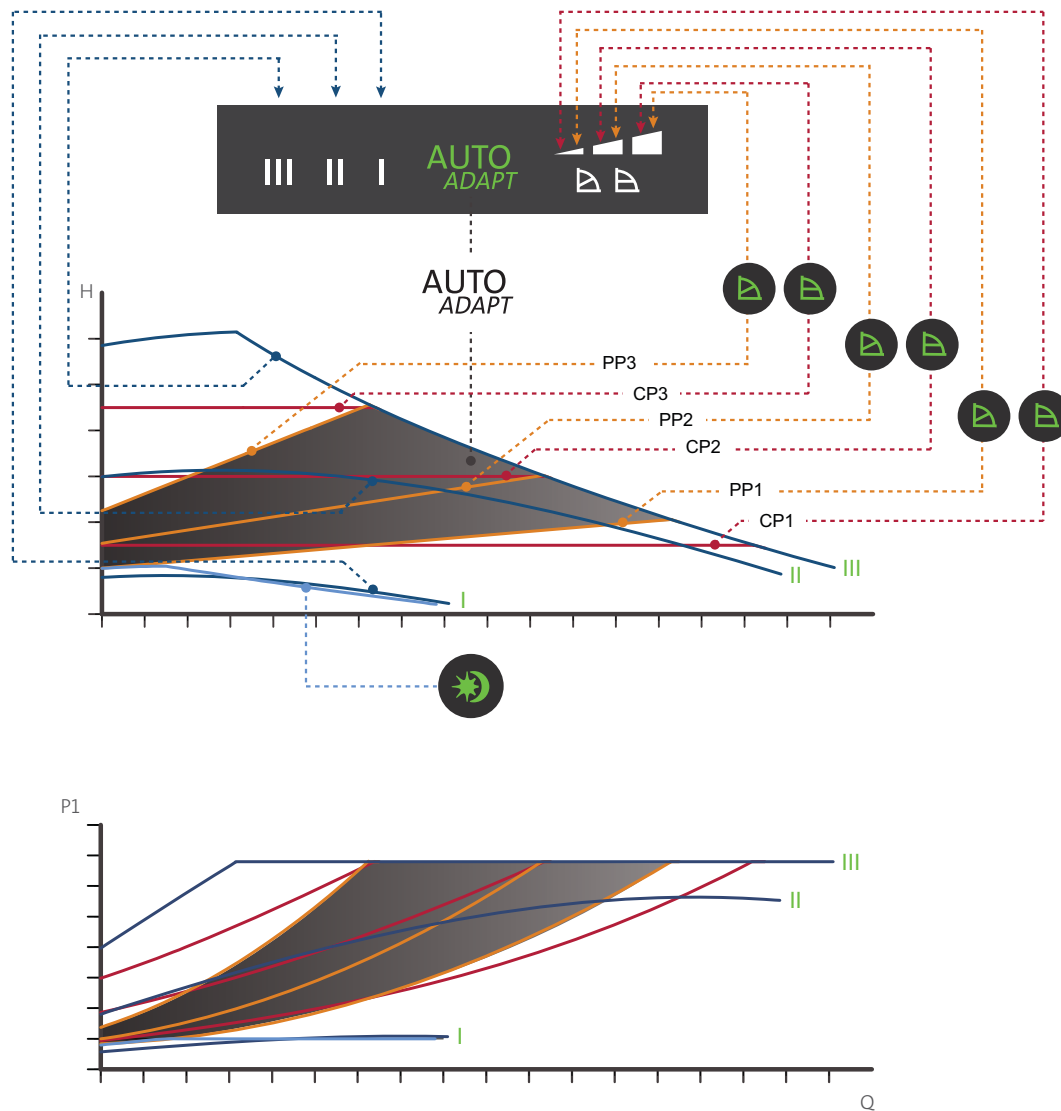 III II I AUTO
ADAPT
AUTO
ADAPT
H
PP3
CP3
PP2
CP2
PP1
CP1
III
II
I
P1
III
II
I
Q